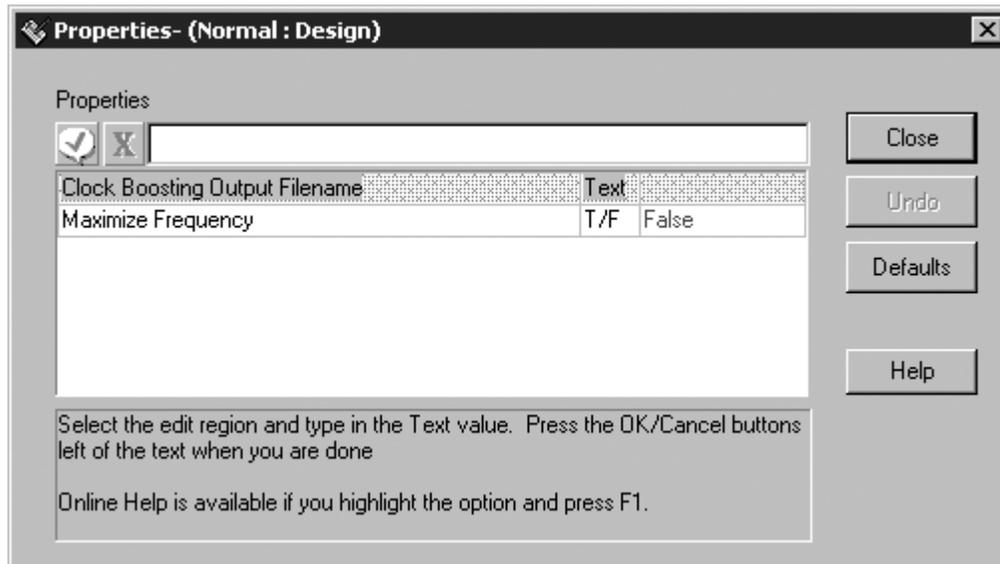 Properties- (Normal : Design)
Properties
X
Close
Clock Boosting Output Filename Text
Undo
Maximize Frequency T/F False
Defaults
Help
Select the edit region and type in the Text value. Press the OK/Cancel buttons
left of the text when you are done
Online Help is available if you highlight the option and press F1.